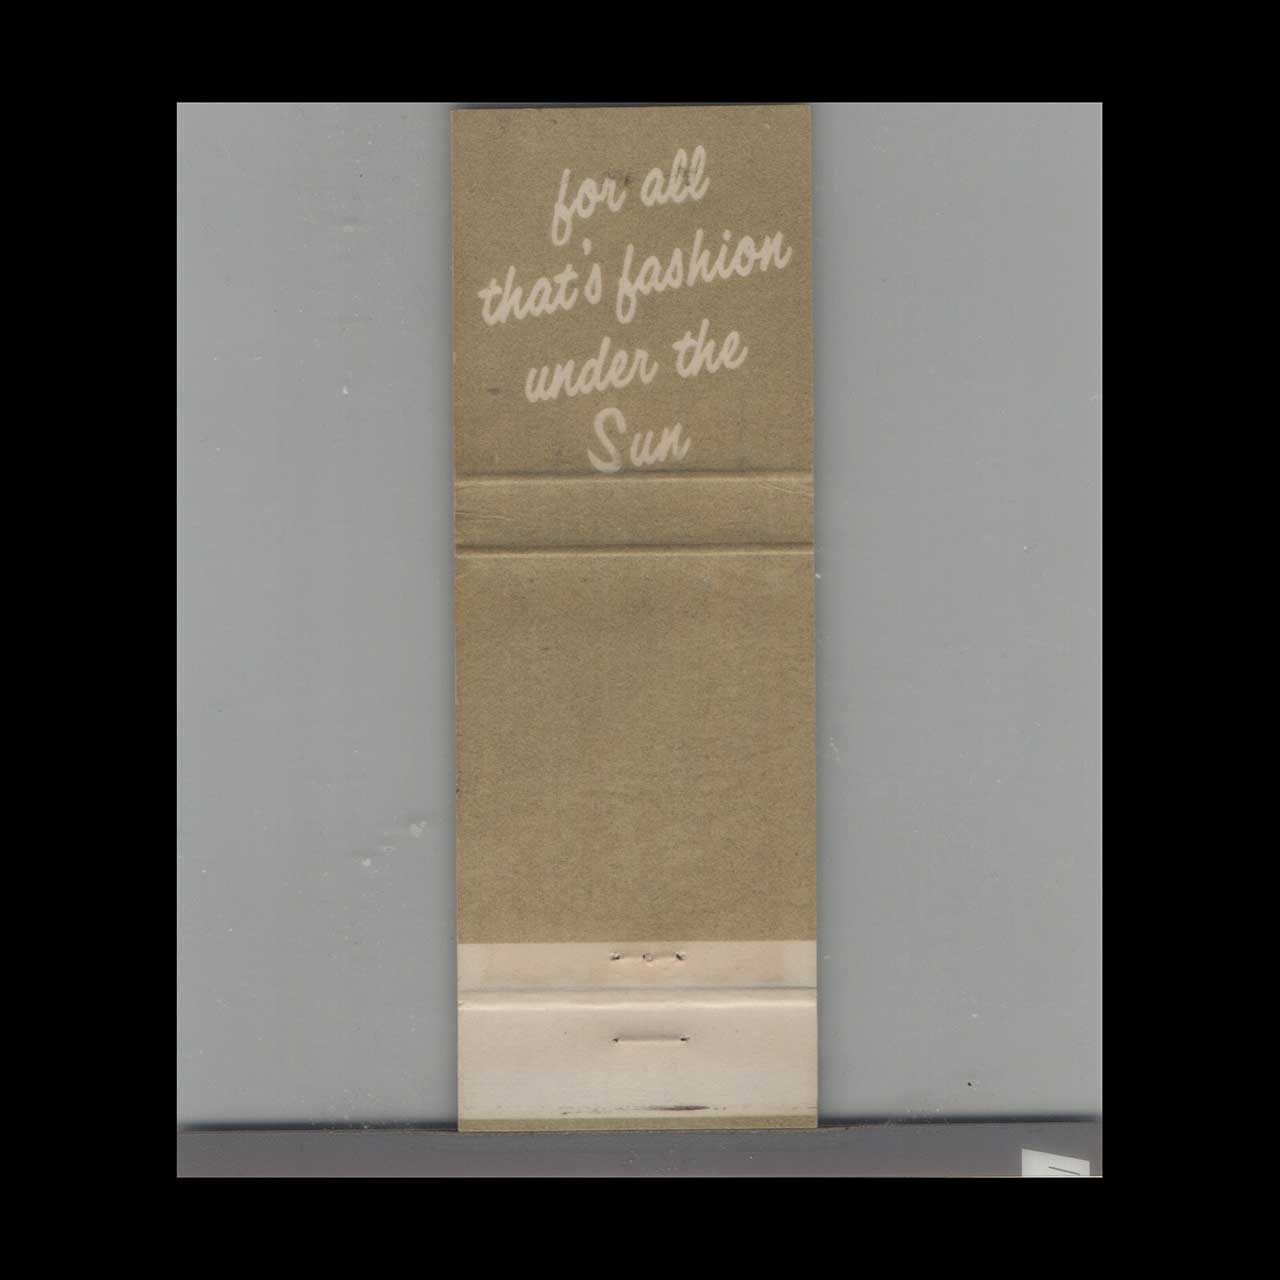 for all
that's fashion
under the
Sun